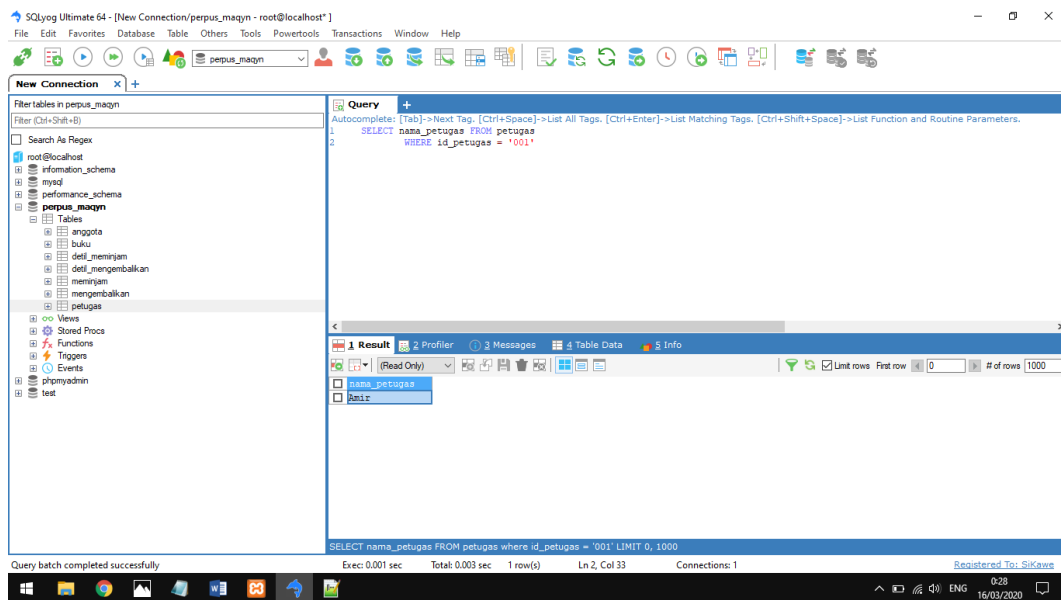 SQLyog Ultimate 64 - [New Connection/perpus_maqyn - root@localhost*]
File Edit Favorites Database Table Others Tools Powertools Transactions Window Help
perpus_maqyn
New Connection x +
Filter tables in perpus_maqyn
Filter (Ctrl+Shift+B)
Search As Regex
root@localhost
information_schema
mysql
performance_schema
perpus_maqyn
Tables
anggota
buku
detil_meminjam
detil_mengembalikan
meminjam
mengembalikan
petugas
Views
Stored Procs
Functions
Triggers
Events
phpmyadmin
test
Query +
Autocomplete: [Tab]->Next Tag. [Ctrl+Space]->List All Tags. [Ctrl+Enter]->List Matching Tags. [Ctrl+Shift+Space]->List Function and Routine Parameters.
1 SELECT nama_petugas FROM petugas
2 WHERE id_petugas = '001'
1 Result 2 Profiler 3 Messages 4 Table Data 5 Info
(Read Only) Limit rows First row 0 # of rows 1000
nama_petugas
Amir
SELECT nama_petugas FROM petugas where id_petugas = '001' LIMIT 0, 1000
Query batch completed successfully Exec: 0.001 sec Total: 0.003 sec 1 row(s) Ln 2, Col 33 Connections: 1 Registered To: SiKawe
ENG 0:28
16/03/2020